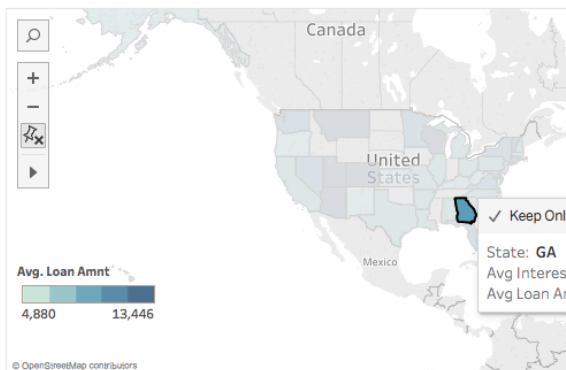 Canada
United
States
✓ Keep Onl
State: GA
Avg Interes
Mexico
Avg Loan Ar
Avg. Loan Amnt
4,880 13,446
© OpenStreetMap contributors